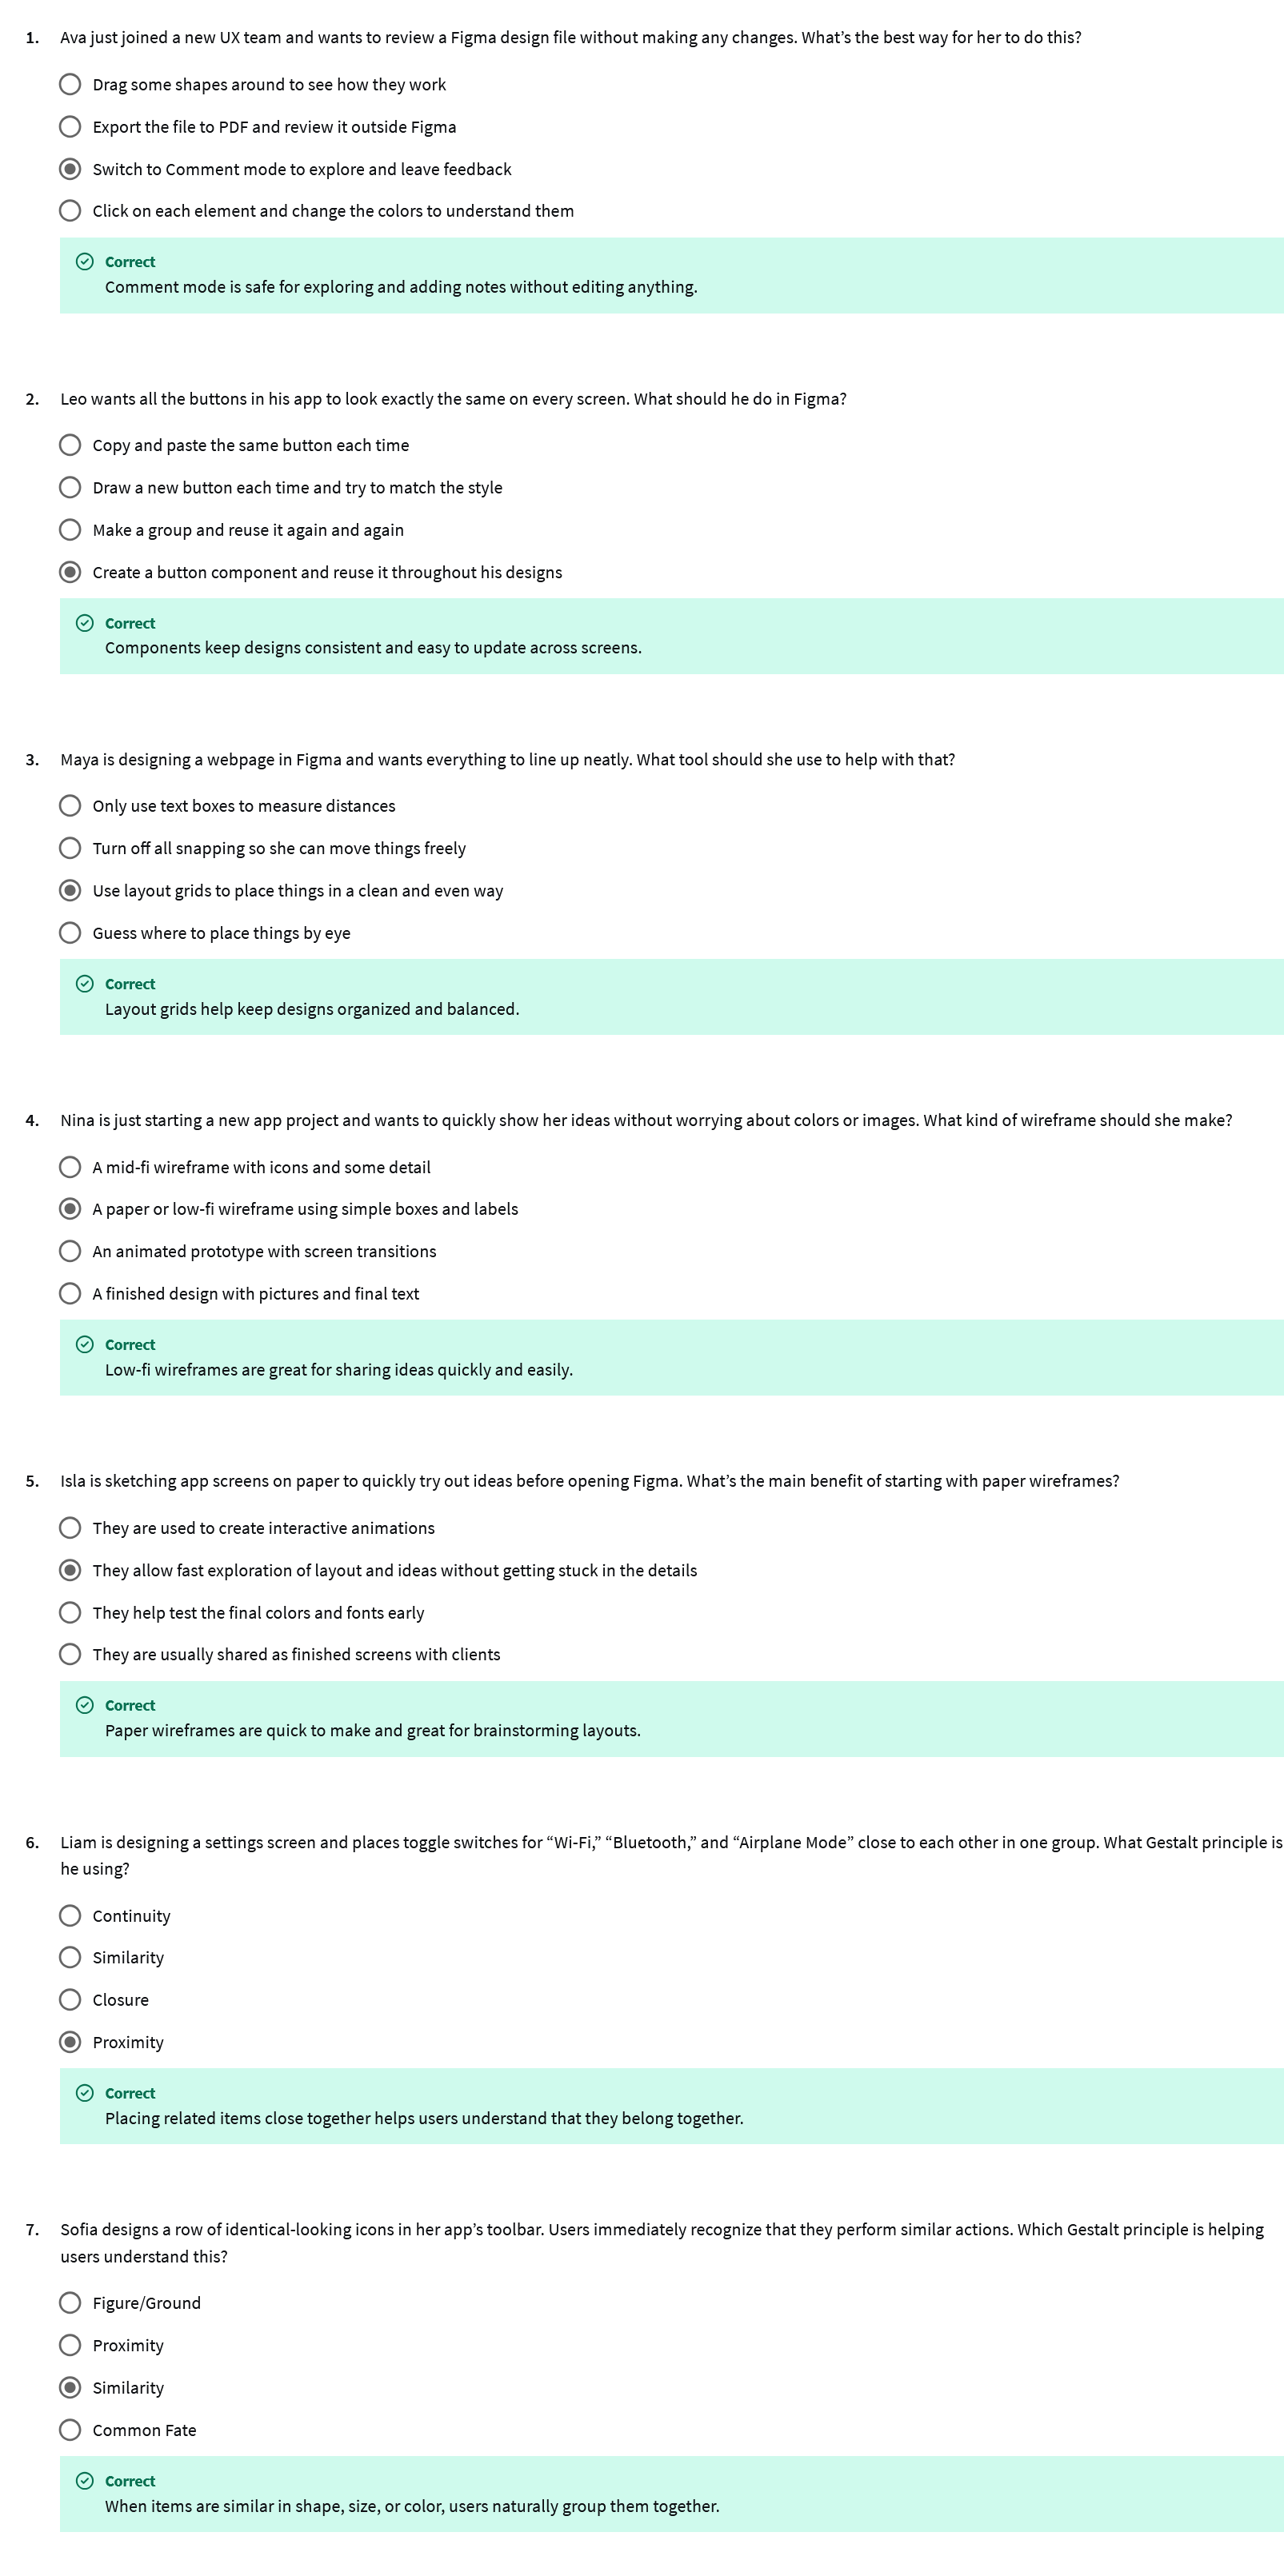 1. Ava just joined a new UX team and wants to review a Figma design file without making any changes. What’s the best way for her to do this?
Drag some shapes around to see how they work
Export the file to PDF and review it outside Figma
Switch to Comment mode to explore and leave feedback
Click on each element and change the colors to understand them
Correct
Comment mode is safe for exploring and adding notes without editing anything.
2. Leo wants all the buttons in his app to look exactly the same on every screen. What should he do in Figma?
Copy and paste the same button each time
Draw a new button each time and try to match the style
Make a group and reuse it again and again
Create a button component and reuse it throughout his designs
Correct
Components keep designs consistent and easy to update across screens.
3. Maya is designing a webpage in Figma and wants everything to line up neatly. What tool should she use to help with that?
Only use text boxes to measure distances
Turn off all snapping so she can move things freely
Use layout grids to place things in a clean and even way
Guess where to place things by eye
Correct
Layout grids help keep designs organized and balanced.
4. Nina is just starting a new app project and wants to quickly show her ideas without worrying about colors or images. What kind of wireframe should she make?
A mid-fi wireframe with icons and some detail
A paper or low-fi wireframe using simple boxes and labels
An animated prototype with screen transitions
A finished design with pictures and final text
Correct
Low-fi wireframes are great for sharing ideas quickly and easily.
5. Isla is sketching app screens on paper to quickly try out ideas before opening Figma. What’s the main benefit of starting with paper wireframes?
They are used to create interactive animations
They allow fast exploration of layout and ideas without getting stuck in the details
They help test the final colors and fonts early
They are usually shared as finished screens with clients
Correct
Paper wireframes are quick to make and great for brainstorming layouts.
6. Liam is designing a settings screen and places toggle switches for “Wi-Fi,” “Bluetooth,” and “Airplane Mode” close to each other in one group. What Gestalt principle is
he using?
Continuity
Similarity
Closure
Proximity
Correct
Placing related items close together helps users understand that they belong together.
7. Sofia designs a row of identical-looking icons in her app’s toolbar. Users immediately recognize that they perform similar actions. Which Gestalt principle is helping
users understand this?
Figure/Ground
Proximity
Similarity
Common Fate
Correct
When items are similar in shape, size, or color, users naturally group them together.